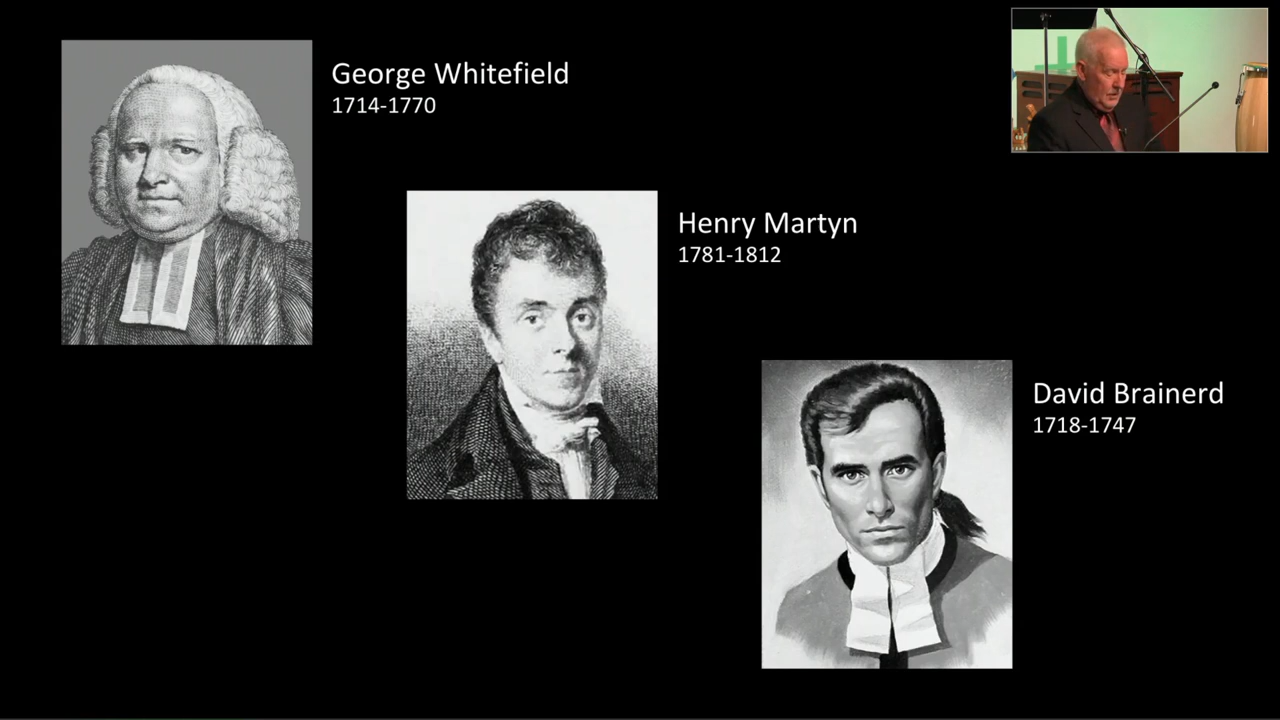 George Whitefield
1714-1770
Henry Martyn
1781-1812
David Brainerd
1718-1747